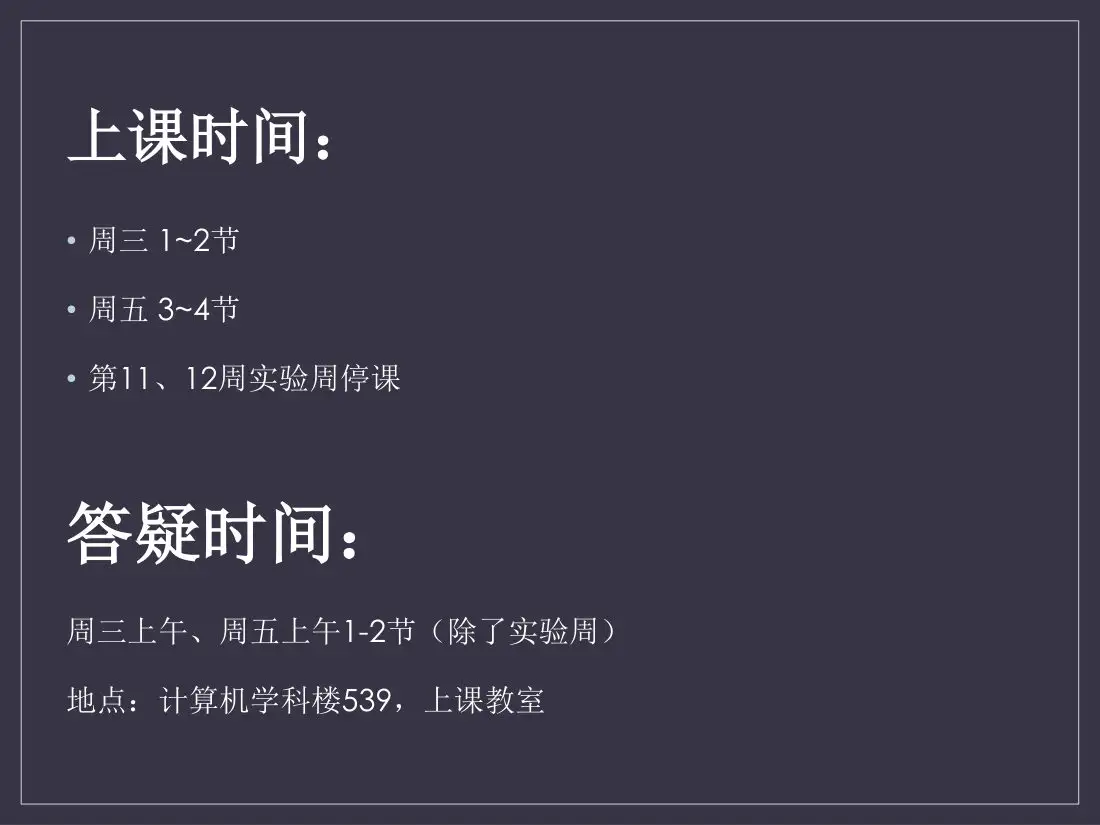 上课时间：
• 周三 1~2节
• 周五 3~4节
• 第11、12周实验周停课
答疑时间：
周三上午、周五上午1-2节（除了实验周）
地点：计算机学科楼539，上课教室